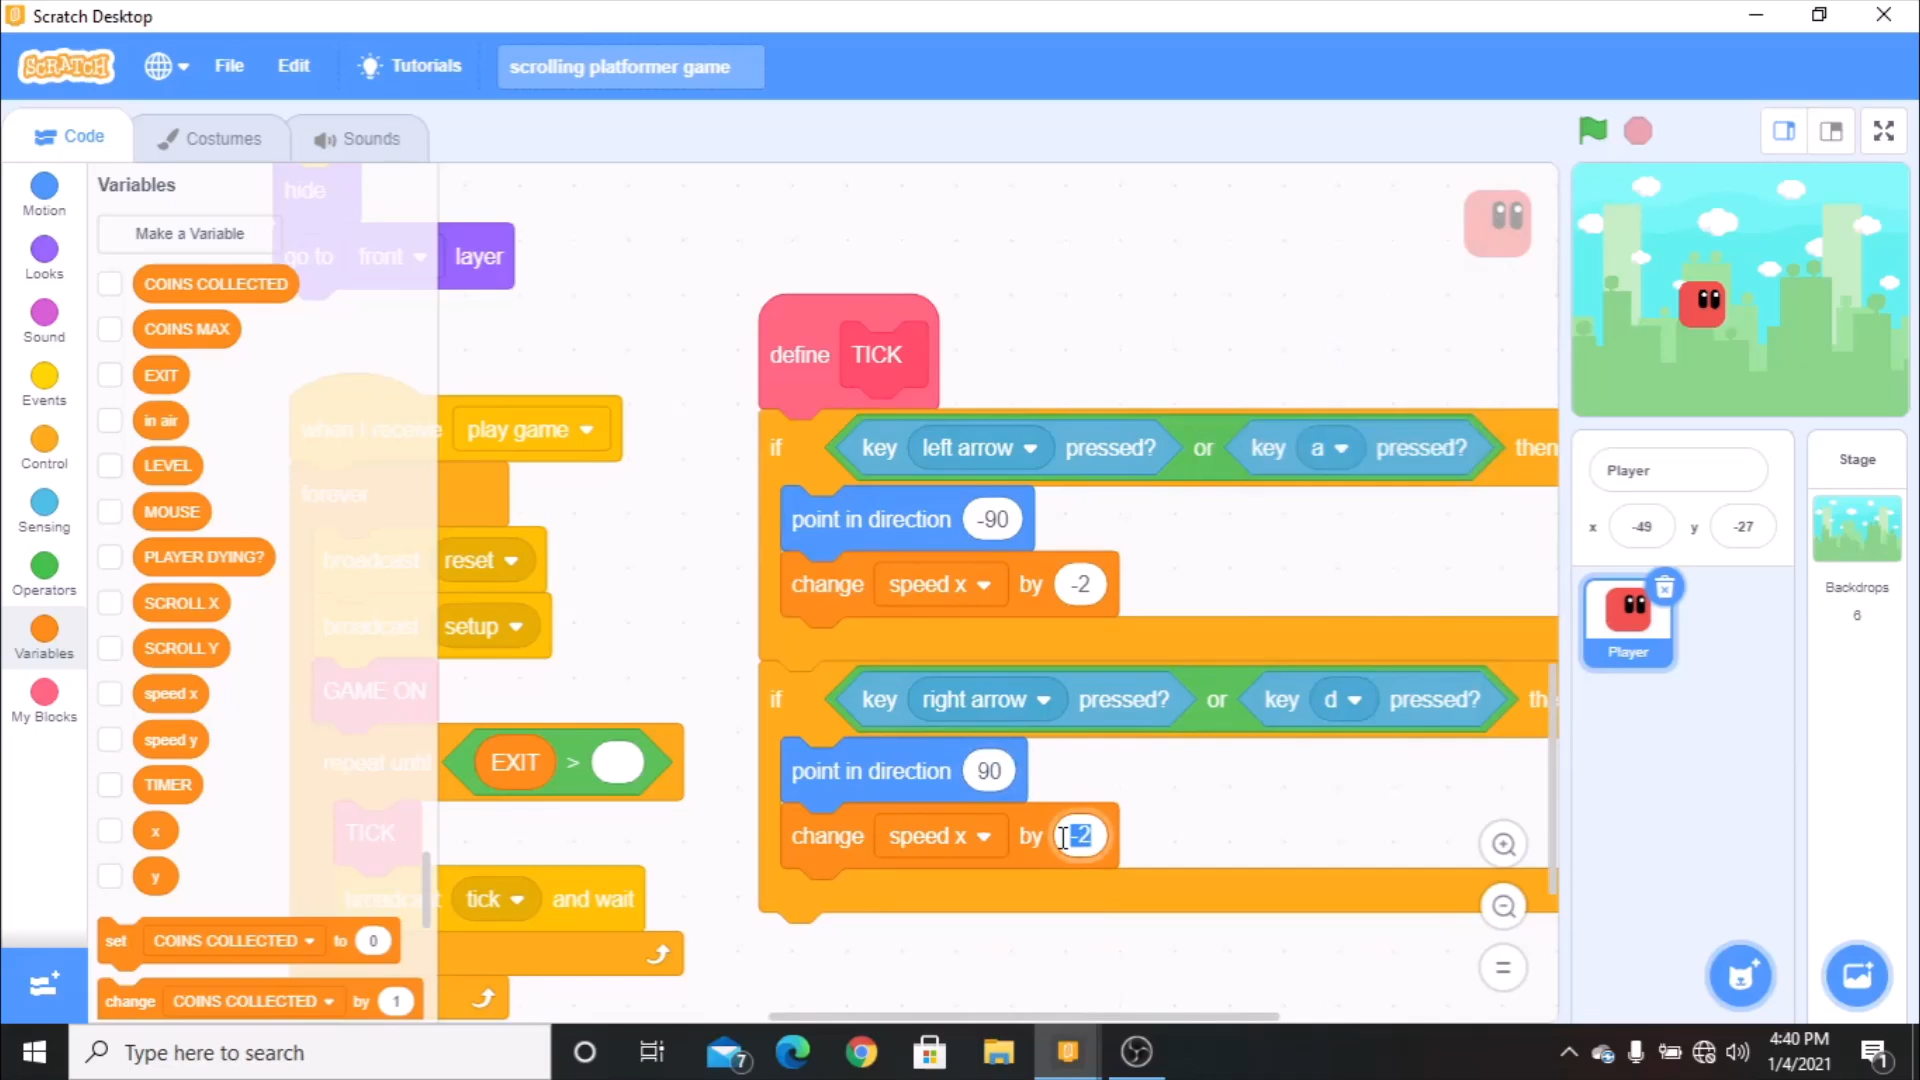 Scratch Desktop
SCRATCH
File
Edit
Tutorials
scrolling platformer game
Code
Costumes
Sounds
Motion
Looks
Sound
Events
Control
Sensing
Operators
Variables
My Blocks
Variables
Make a Variable
COINS COLLECTED
COINS MAX
EXIT
in air
LEVEL
MOUSE
PLAYER DYING?
SCROLL X
SCROLL Y
speed x
speed y
TIMER
x
y
set COINS COLLECTED to 0
change COINS COLLECTED by 1
hide
go to front layer
when I receive play game
forever
broadcast reset
broadcast setup
GAME ON
repeat until EXIT >
TICK
broadcast tick and wait
define TICK
if key left arrow pressed? or key a pressed? then
point in direction -90
change speed x by -2
if key right arrow pressed? or key d pressed? th
point in direction 90
change speed x by -2
Player
x -49 y -27
Player
Stage
Backdrops
6
Type here to search
7
4:40 PM
1/4/2021
1